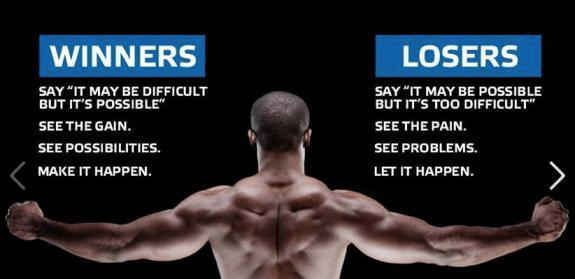 WINNERS
SAY “IT MAY BE DIFFICULT
BUT IT’S POSSIBLE”
SEE THE GAIN.
SEE POSSIBILITIES.
MAKE IT HAPPEN.
LOSERS
SAY “IT MAY BE POSSIBLE
BUT IT’S TOO DIFFICULT”
SEE THE PAIN.
SEE PROBLEMS.
LET IT HAPPEN.